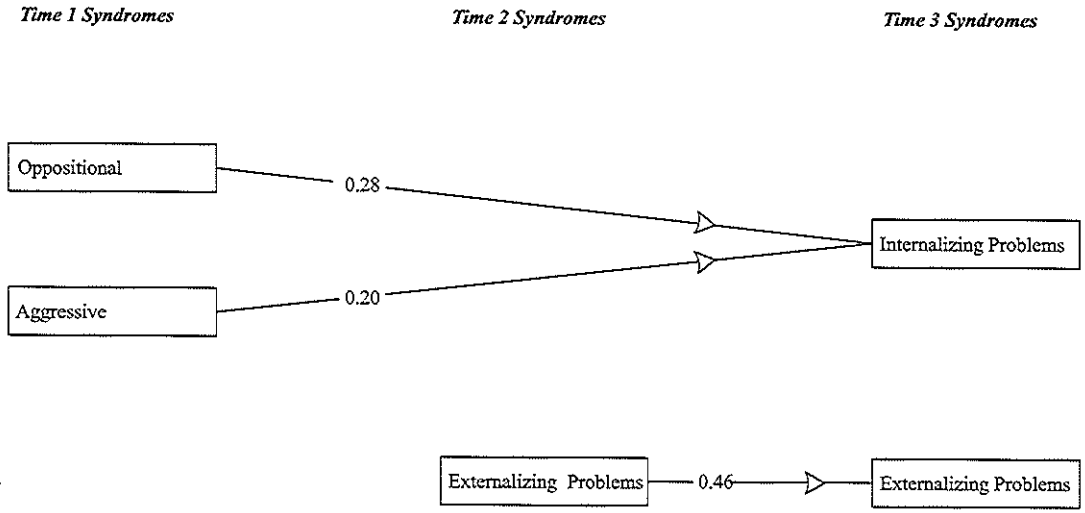 Time 1 Syndromes
Time 2 Syndromes
Time 3 Syndromes
Oppositional
0.28
Internalizing Problems
Aggressive
0.20
Externalizing Problems
0.46
Externalizing Problems